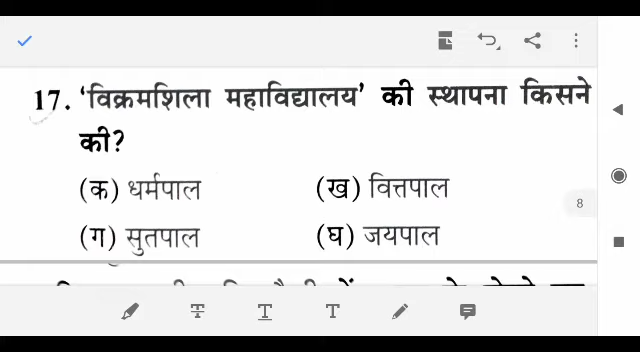 17. ‘विक्रमशिला महाविद्यालय’ की स्थापना किसने
की?
(क) धर्मपाल (ख) वित्तपाल
8
(ग) सुतपाल (घ) जयपाल
T T T